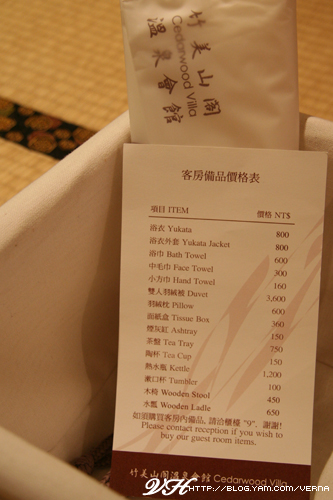 竹美山閣
溫泉會館
Cedarwood Villa
客房備品價格表
項目 ITEM 價格 NT$
浴衣 Yukata 800
浴衣外套 Yukata Jacket 800
浴巾 Bath Towel 600
中毛巾 Face Towel 300
小方巾 Hand Towel 160
雙人羽絨被 Duvet 3,600
羽絨枕 Pillow 600
面紙盒 Tissue Box 360
煙灰缸 Ashtray 150
茶盤 Tea Tray 750
陶杯 Tea Cup 150
熱水瓶 Kettle 1,200
漱口杯 Tumbler 100
木椅 Wooden Stool 450
水瓢 Wooden Ladle 650
如須購買客房內備品，請洽櫃檯 "9"，謝謝!
Please contact reception if you wish to
buy our guest room items.
竹美山閣溫泉會館 Cedarwood Villa
VH HTTP://BLOG.YAM.COM/VERNA